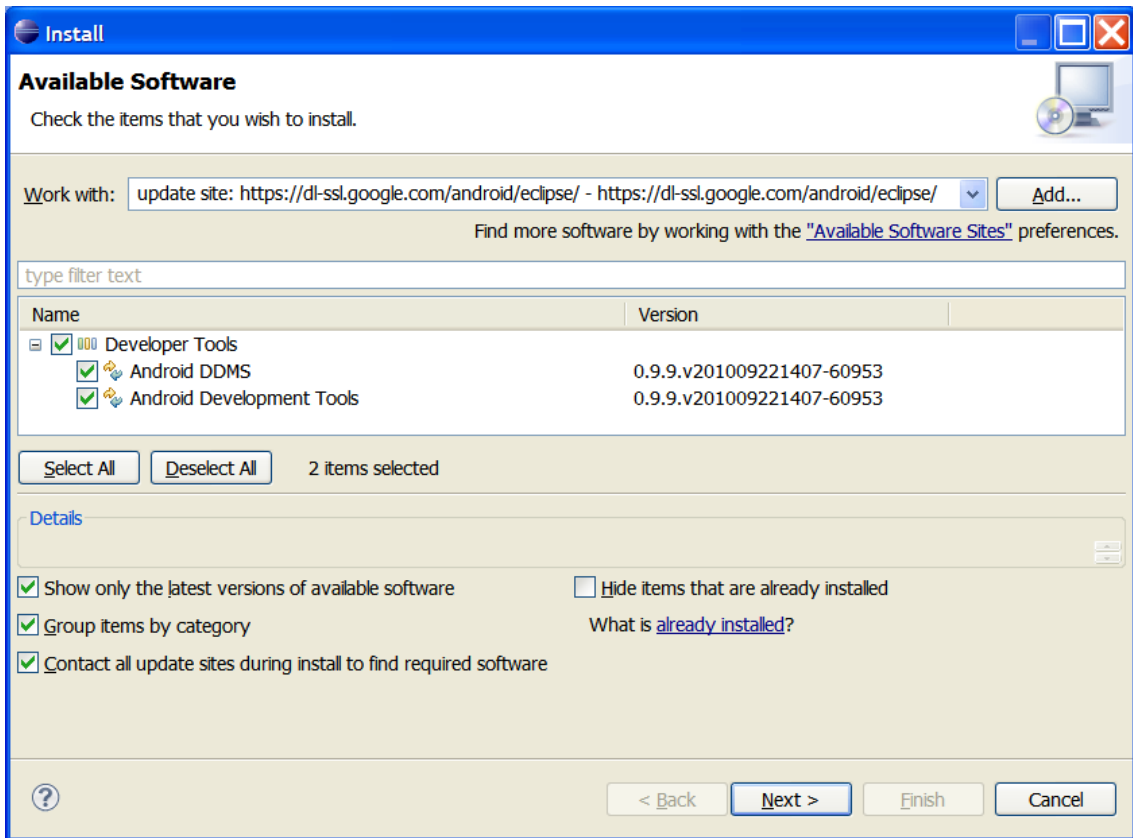 Install
Available Software
Check the items that you wish to install.
Work with: update site: https://dl-ssl.google.com/android/eclipse/ - https://dl-ssl.google.com/android/eclipse/ Add...
Find more software by working with the "Available Software Sites" preferences.
type filter text
Name Version
Developer Tools
Android DDMS 0.9.9.v201009221407-60953
Android Development Tools 0.9.9.v201009221407-60953
Select All Deselect All 2 items selected
Details
Show only the latest versions of available software Hide items that are already installed
Group items by category What is already installed?
Contact all update sites during install to find required software
? < Back Next > Finish Cancel